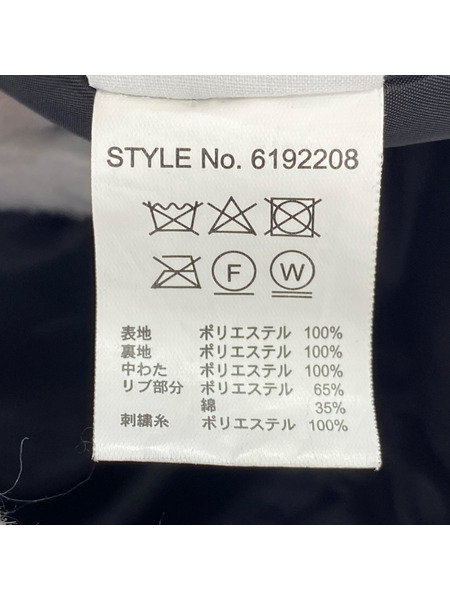 STYLE No. 6192208
F W
表地 ポリエステル 100%
裏地 ポリエステル 100%
中わた ポリエステル 100%
リブ部分 ポリエステル 65%
綿 35%
刺繍糸 ポリエステル 100%